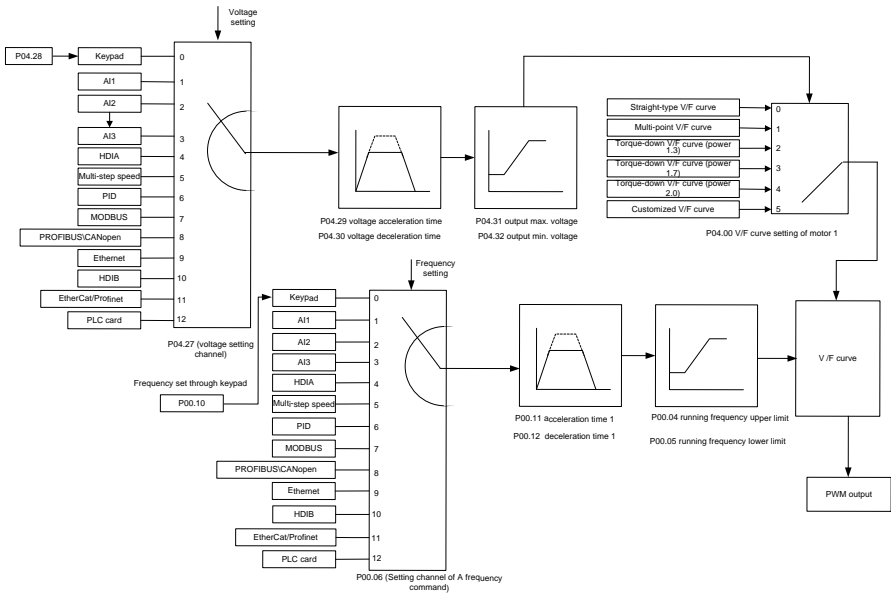 Voltage
setting
P04.28
Keypad
0
AI1
1
AI2
2
AI3
3
HDIA
4
Multi-step speed
5
PID
6
MODBUS
7
PROFIBUS\CANopen
8
Ethernet
9
HDIB
10
EtherCat/Profinet
11
PLC card
12
P04.27 (voltage setting
channel)
P04.29 voltage acceleration time
P04.30 voltage deceleration time
P04.31 output max. voltage
P04.32 output min. voltage
Straight-type V/F curve
0
Multi-point V/F curve
1
Torque-down V/F curve (power
1.3)
2
Torque-down V/F curve (power
1.7)
3
Torque-down V/F curve (power
2.0)
4
Customized V/F curve
5
P04.00 V/F curve setting of motor 1
Frequency
setting
Frequency set through keypad
P00.10
Keypad
0
AI1
1
AI2
2
AI3
3
HDIA
4
Multi-step speed
5
PID
6
MODBUS
7
PROFIBUS\CANopen
8
Ethernet
9
HDIB
10
EtherCat/Profinet
11
PLC card
12
P00.06 (Setting channel of A frequency
command)
P00.11 acceleration time 1
P00.12 deceleration time 1
P00.04 running frequency upper limit
P00.05 running frequency lower limit
V /F curve
PWM output